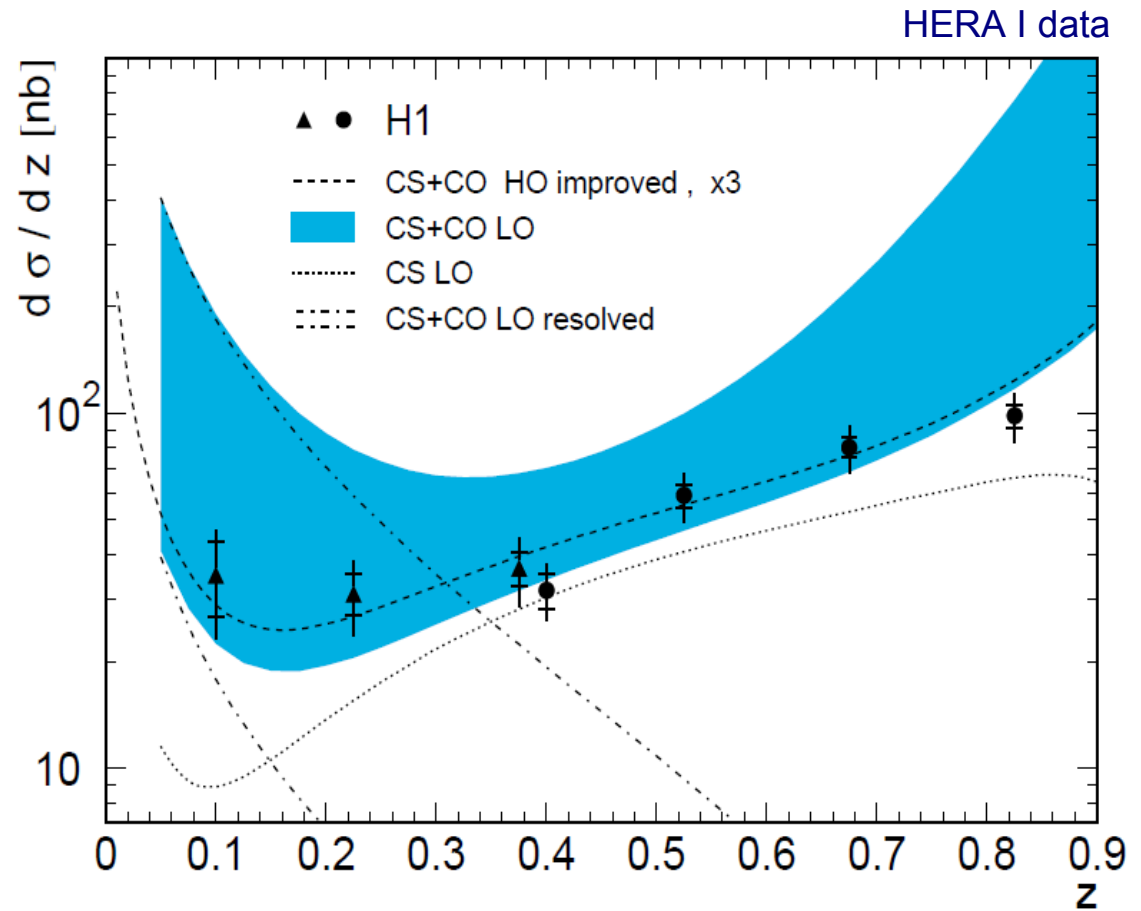 HERA I data
d σ / d z [nb]
H1
CS+CO HO improved , x3
CS+CO LO
CS LO
CS+CO LO resolved
10²
10
0 0.1 0.2 0.3 0.4 0.5 0.6 0.7 0.8 0.9
z